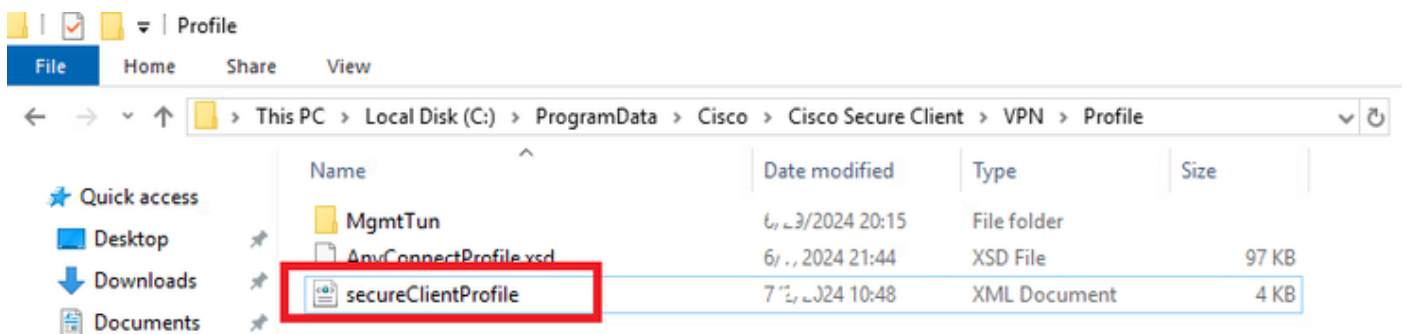 Profile
File Home Share View
This PC > Local Disk (C:) > ProgramData > Cisco > Cisco Secure Client > VPN > Profile
Name Date modified Type Size
Quick access
Desktop
Downloads
Documents
MgmtTun 20:15 File folder
AnyConnectProfile.xsd 21:44 XSD File 97 KB
secureClientProfile 10:48 XML Document 4 KB